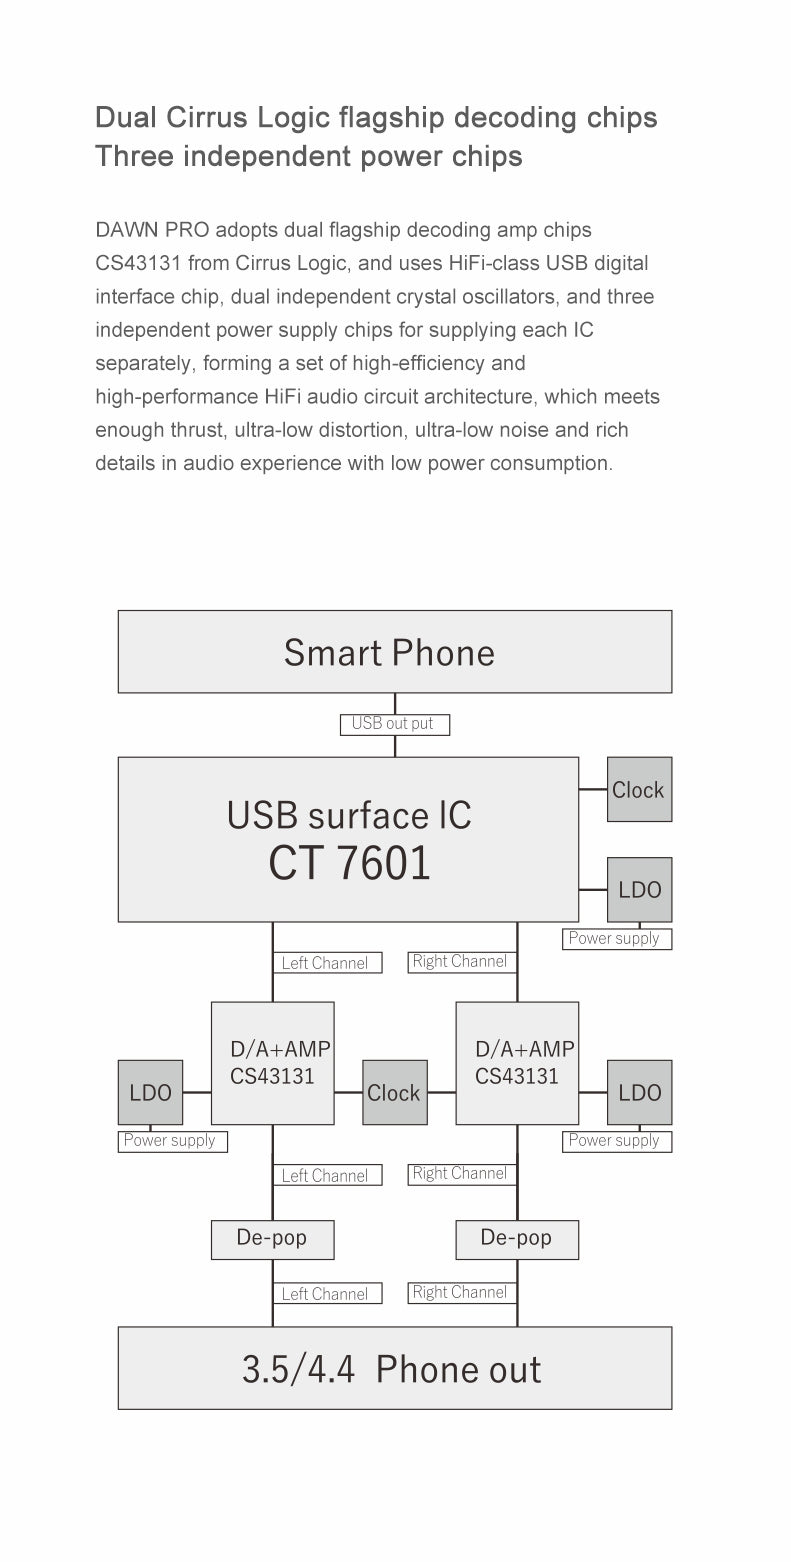 Dual Cirrus Logic flagship decoding chips
Three independent power chips
DAWN PRO adopts dual flagship decoding amp chips
CS43131 from Cirrus Logic, and uses HiFi-class USB digital
interface chip, dual independent crystal oscillators, and three
independent power supply chips for supplying each IC
separately, forming a set of high-efficiency and
high-performance HiFi audio circuit architecture, which meets
enough thrust, ultra-low distortion, ultra-low noise and rich
details in audio experience with low power consumption.
Smart Phone
USB out put
USB surface IC
CT 7601
Clock
LDO
Power supply
Left Channel
Right Channel
D/A+AMP
CS43131
D/A+AMP
CS43131
LDO
Clock
LDO
Power supply
Power supply
Left Channel
Right Channel
De-pop
De-pop
Left Channel
Right Channel
3.5/4.4 Phone out